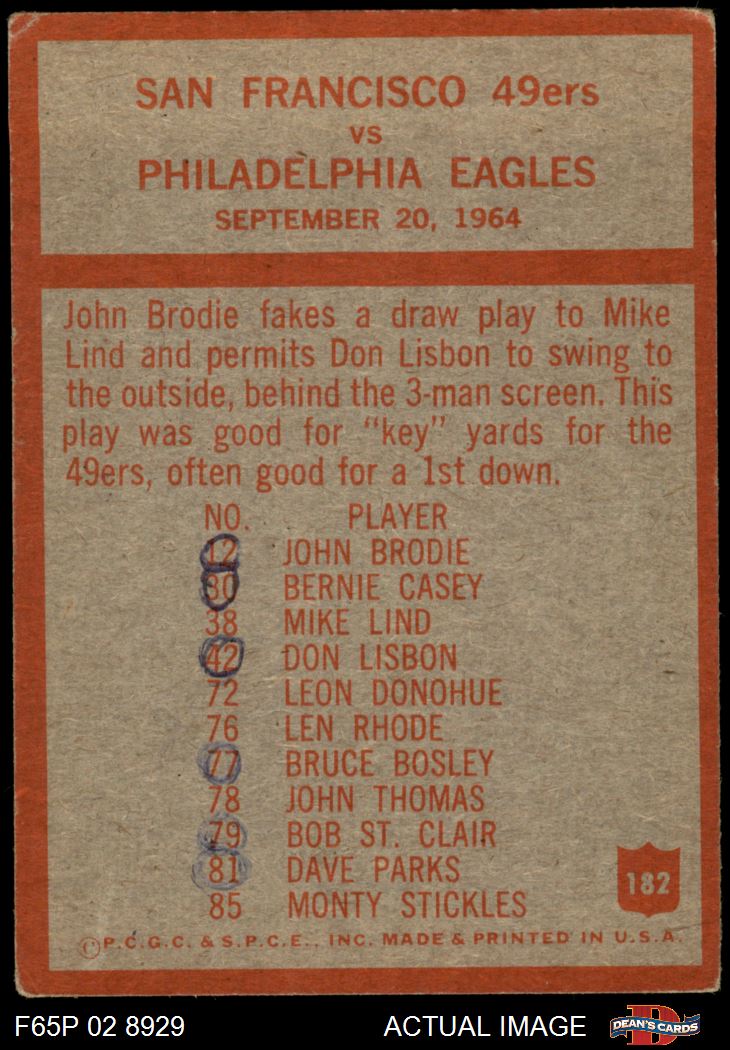 SAN FRANCISCO 49ers
VS
PHILADELPHIA EAGLES
SEPTEMBER 20, 1964
John Brodie fakes a draw play to Mike
Lind and permits Don Lisbon to swing to
the outside, behind the 3-man screen. This
play was good for "key" yards for the
49ers, often good for a 1st down.
NO. PLAYER
12 JOHN BRODIE
30 BERNIE CASEY
38 MIKE LIND
42 DON LISBON
72 LEON DONOHUE
76 LEN RHODE
77 BRUCE BOSLEY
78 JOHN THOMAS
79 BOB ST. CLAIR
81 DAVE PARKS
85 MONTY STICKLES
182
©P.C.G.C. & S.P.C.E., INC. MADE & PRINTED IN U.S.A.
F65P 02 8929 ACTUAL IMAGE DEAN'S CARDS